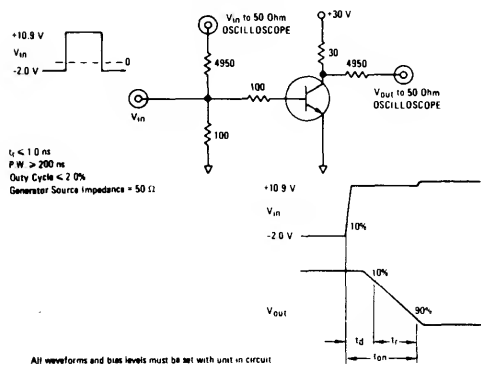 +10.9 V
Vin
0
-2.0 V
Vin to 50 Ohm
OSCILLOSCOPE
4950
100
Vin
100
+30 V
30
4950
Vout to 50 Ohm
OSCILLOSCOPE
tr ≤ 1.0 ns
P.W. > 200 ns
Duty Cycle < 2.0%
Generator Source Impedance = 50 Ω
+10.9 V
Vin
-2.0 V
10%
10%
Vout
90%
td
tr
ton
All waveforms and bias levels must be set with unit in circuit